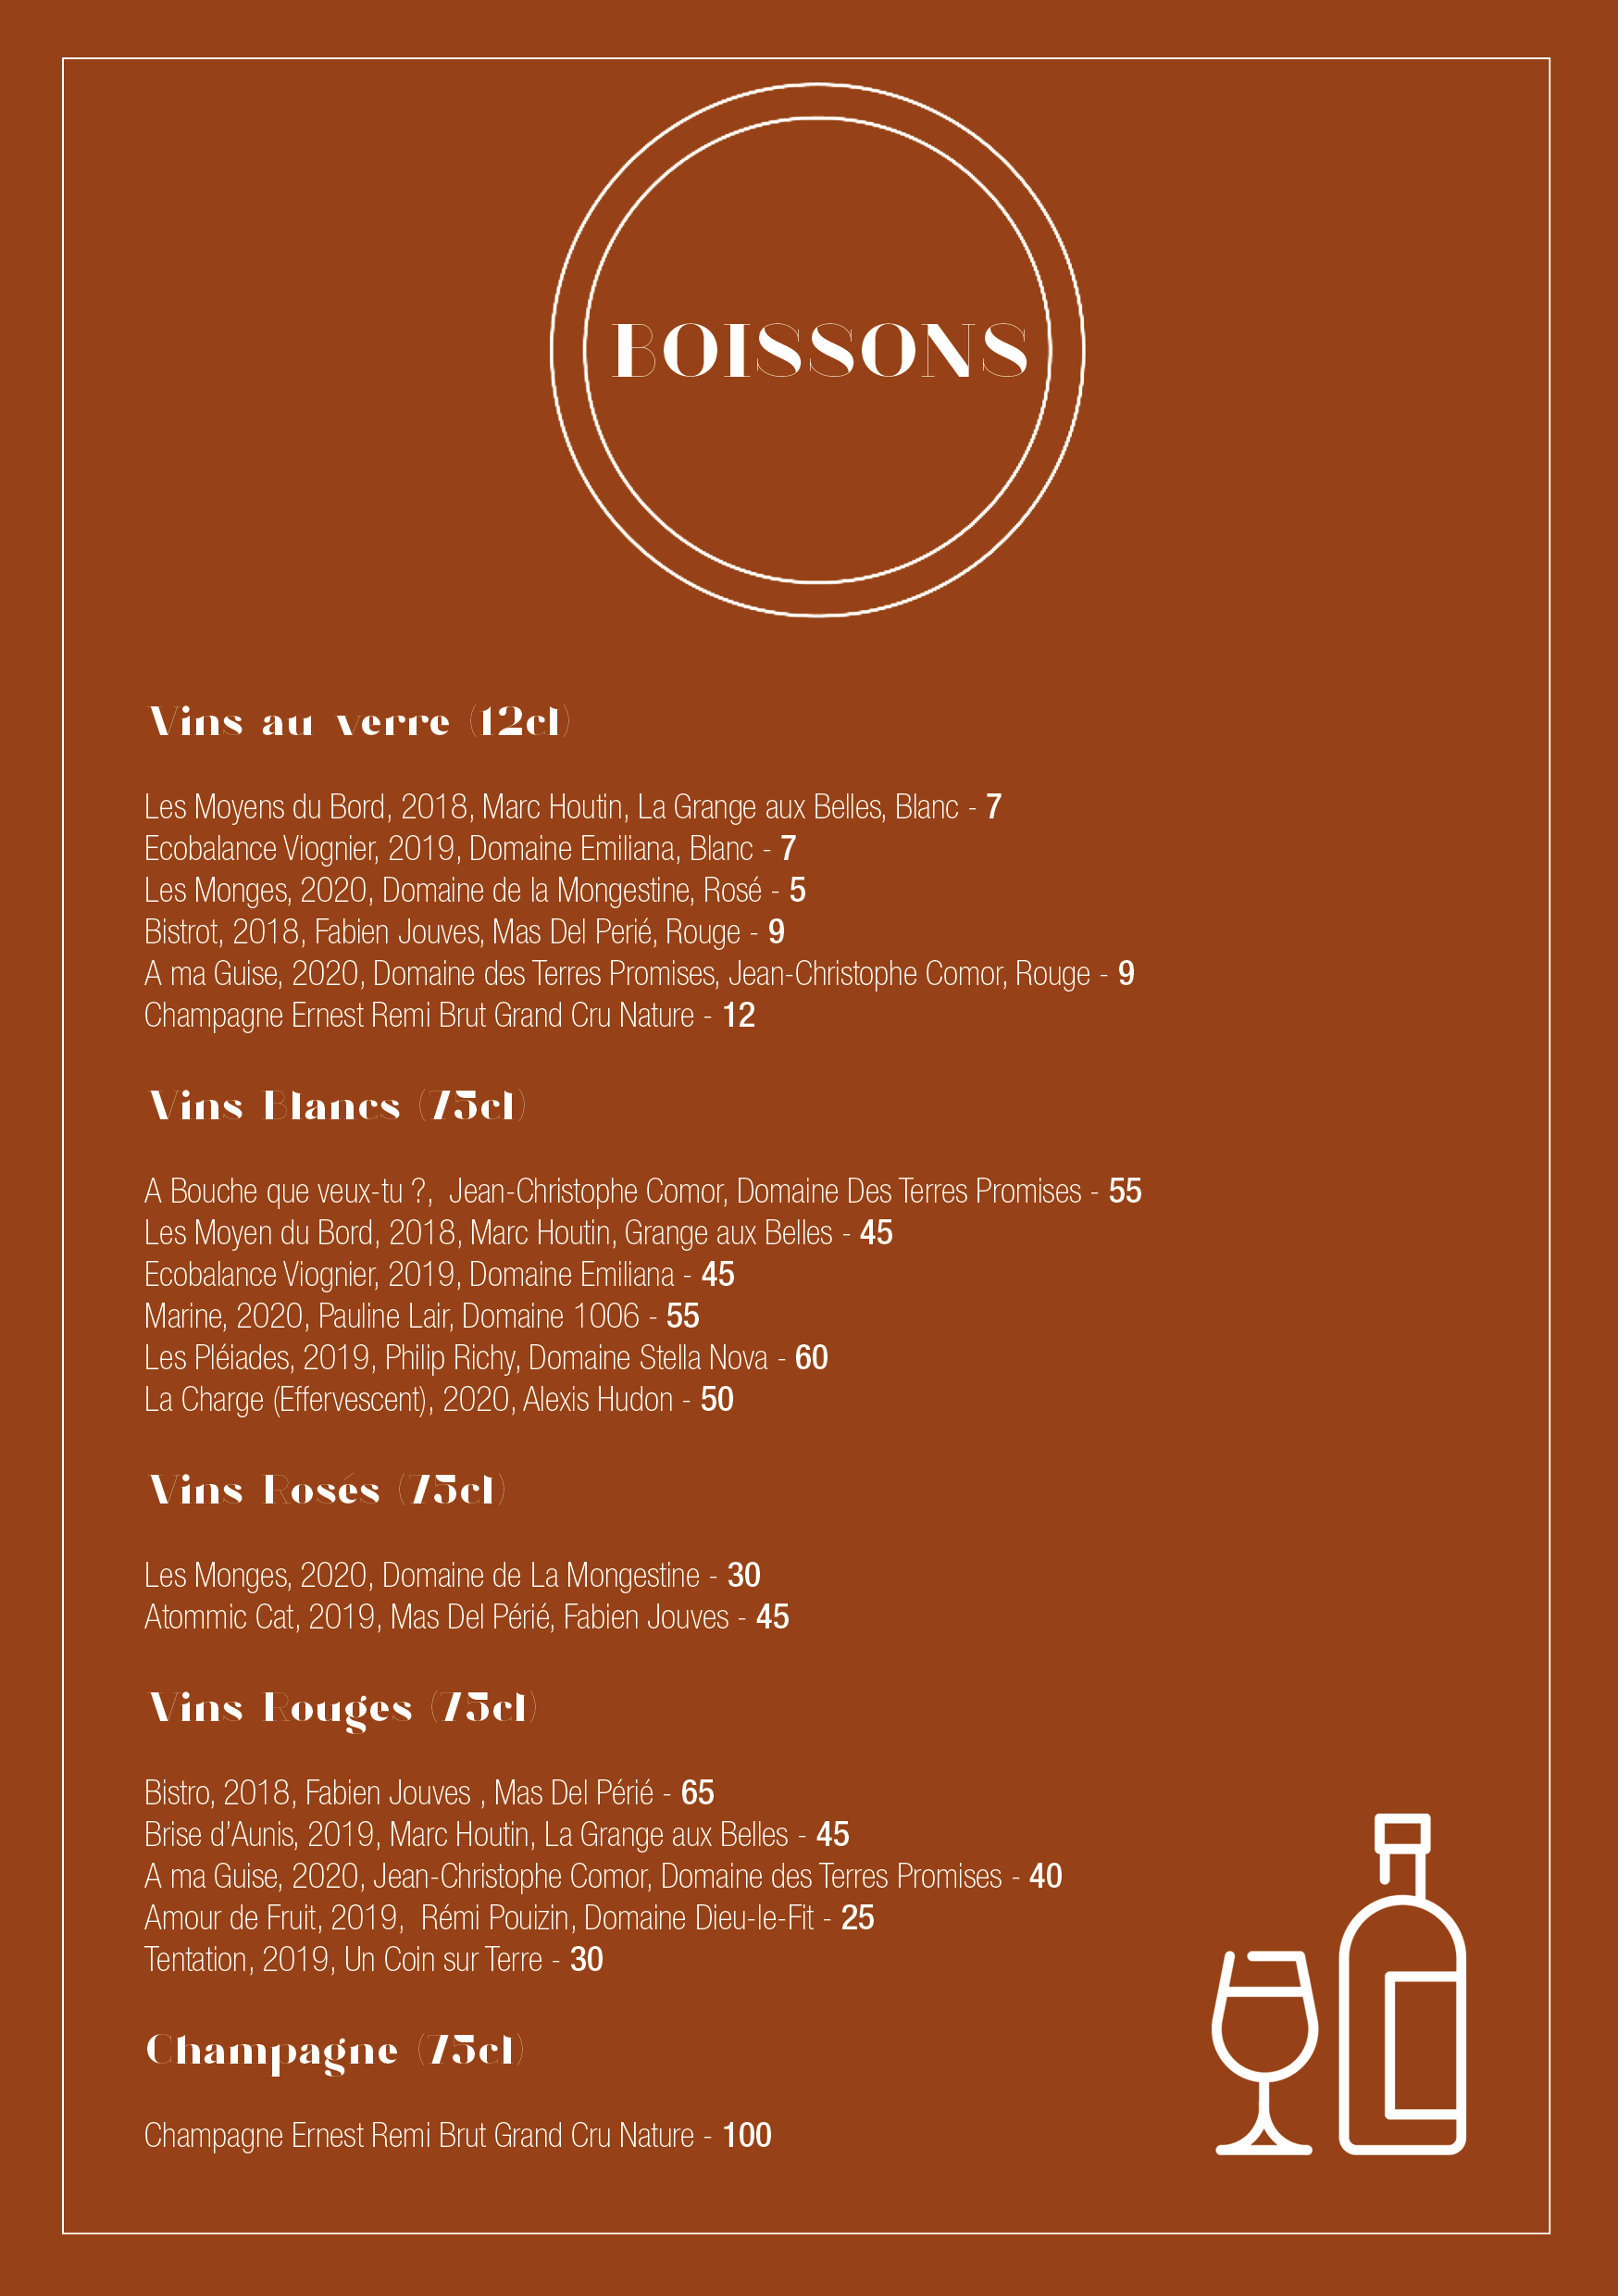 BOISSONS
Vins au verre (12cl)
Les Moyens du Bord, 2018, Marc Houtin, La Grange aux Belles, Blanc - 7
Ecobalance Viognier, 2019, Domaine Emiliana, Blanc - 7
Les Monges, 2020, Domaine de la Mongestine, Rosé - 5
Bistrot, 2018, Fabien Jouves, Mas Del Perié, Rouge - 9
A ma Guise, 2020, Domaine des Terres Promises, Jean-Christophe Comor, Rouge - 9
Champagne Ernest Remi Brut Grand Cru Nature - 12
Vins Blancs (75cl)
A Bouche que veux-tu ?,  Jean-Christophe Comor, Domaine Des Terres Promises - 55
Les Moyen du Bord, 2018, Marc Houtin, Grange aux Belles - 45
Ecobalance Viognier, 2019, Domaine Emiliana - 45
Marine, 2020, Pauline Lair, Domaine 1006 - 55
Les Pléiades, 2019, Philip Richy, Domaine Stella Nova - 60
La Charge (Effervescent), 2020, Alexis Hudon - 50
Vins Rosés (75cl)
Les Monges, 2020, Domaine de La Mongestine - 30
Atommic Cat, 2019, Mas Del Périé, Fabien Jouves - 45
Vins Rouges (75cl)
Bistro, 2018, Fabien Jouves , Mas Del Périé - 65
Brise d’Aunis, 2019, Marc Houtin, La Grange aux Belles - 45
A ma Guise, 2020, Jean-Christophe Comor, Domaine des Terres Promises - 40
Amour de Fruit, 2019,  Rémi Pouizin, Domaine Dieu-le-Fit - 25
Tentation, 2019, Un Coin sur Terre - 30
Champagne (75cl)
Champagne Ernest Remi Brut Grand Cru Nature - 100